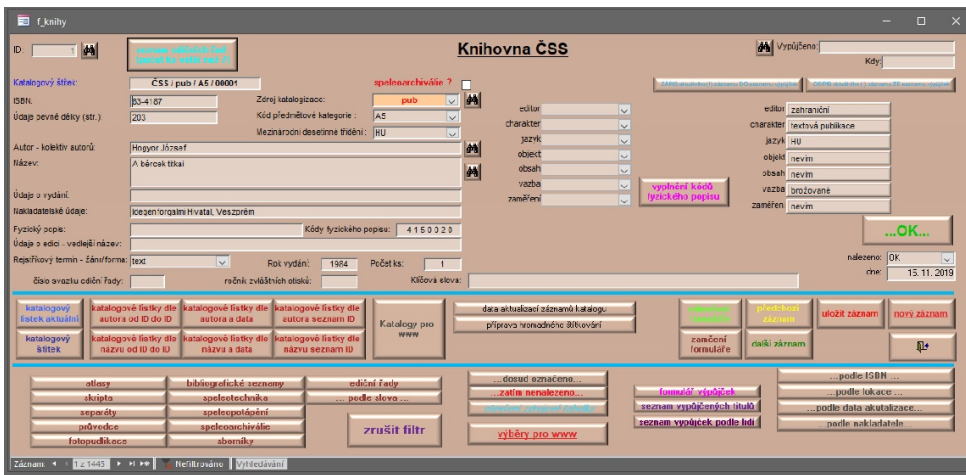 f_knihy
ID: 1
Knihovna ČSS
Vypůjčeno:
Kdy:
Katalogový štítek: ČSS / pub / A5 / 00001
speleoarchiválie ?
ISBN: 63-4187
Zdroj katalogizace: pub
Údaje pevné délky (str.): 203
Kód předmětové kategorie : A5
Mezinárodní desetinné třídění : HU
Autor - kolektiv autorů: Hogyor József
Název: A bércek titkai
Údaje o vydání:
Nakladatelské údaje: Idegenforgalmi Hivatal, Veszprém
Fyzický popis:
Kódy fyzického popisu: 4 1 5 0 0 2 0
Údaje o edici - vedlejší název:
Rejstříkový termín - žánr/forma: text
Rok vydání: 1984
Počet ks: 1
číslo svazku ediční řady:
ročník zvláštních otisků:
Klíčová slova:
editor
charakter
jazyk
objekt
obsah
vazba
zaměření
vyplnění kódů
fyzického popisu
editor zahraniční
charakter textová publikace
jazyk HU
objekt nevím
obsah nevím
vazba brožované
zaměřen nevím
...OK...
nalezeno: OK
dne: 15. 11. 2019
katalogový
lístek aktuální
katalogové lístky dle
autora od ID do ID
katalogové lístky dle
autora a data
katalogové lístky dle
autora seznam ID
katalogový
štítek
katalogové lístky dle
názvu od ID do ID
katalogové lístky dle
názvu a data
katalogové lístky dle
názvu seznam ID
Katalogy pro
www
data aktualizací záznamů katalogu
příprava hromadného štítkování
předchozí
záznam
uložit záznam
nový záznam
zamčení
formuláře
další záznam
atlasy
bibliografické seznamy
ediční řady
skripta
speleotechnika
... podle slova ...
separáty
speleopotápění
průvodce
speleoarchiválie
fotopublikace
sborníky
zrušit filtr
...dosud označeno...
...zatím nenalezeno...
výběry pro www
formulář výpůjček
seznam vypůjčených titulů
seznam výpůjček podle lidí
...podle ISBN ...
...podle lokace ...
...podle data akutalizace...
...podle nakladatele...
Záznam: 1 z 1445
Nefiltrováno
Vyhledávání